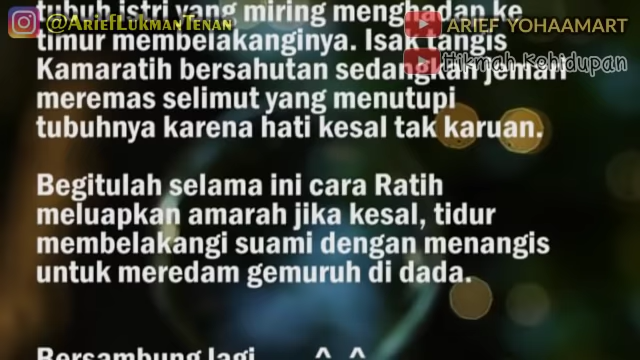 @AriefLukmanTenan
ARIEF YOHAAMART
Hikmah Kehidupan
tubuh istri yang miring menghadap ke
timur membelakanginya. Isak tangis
Kamaratih bersahutan sedangkan jemari
meremas selimut yang menutupi
tubuhnya karena hati kesal tak karuan.
Begitulah selama ini cara Ratih
meluapkan amarah jika kesal, tidur
membelakangi suami dengan menangis
untuk meredam gemuruh di dada.
Bersambung lagi ^_^